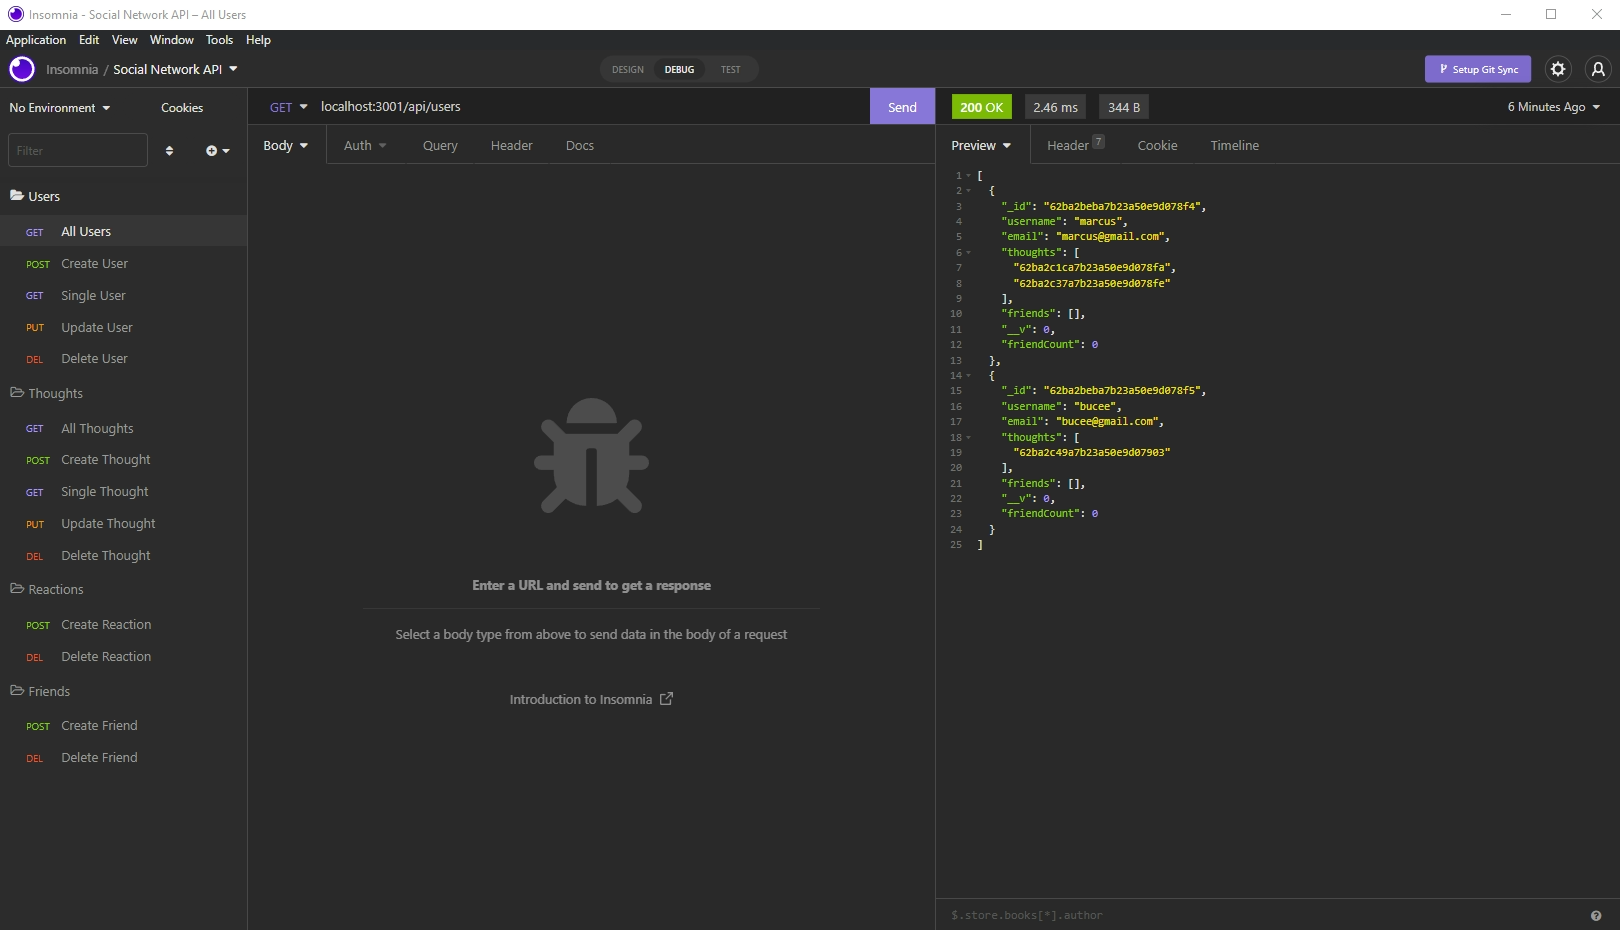 Insomnia - Social Network API – All Users
Application Edit View Window Tools Help
Insomnia / Social Network API
DESIGN DEBUG TEST
Setup Git Sync
No Environment Cookies
GET localhost:3001/api/users Send
200 OK 2.46 ms 344 B 6 Minutes Ago
Filter
Body Auth Query Header Docs
Preview Header 7 Cookie Timeline
Users
GET All Users
POST Create User
GET Single User
PUT Update User
DEL Delete User
Thoughts
GET All Thoughts
POST Create Thought
GET Single Thought
PUT Update Thought
DEL Delete Thought
Reactions
POST Create Reaction
DEL Delete Reaction
Friends
POST Create Friend
DEL Delete Friend
Enter a URL and send to get a response
Select a body type from above to send data in the body of a request
Introduction to Insomnia
1 [
2 {
3 "_id": "62ba2beba7b23a50e9d078f4",
4 "username": "marcus",
5 "email": "marcus@gmail.com",
6 "thoughts": [
7 "62ba2c1ca7b23a50e9d078fa",
8 "62ba2c37a7b23a50e9d078fe"
9 ],
10 "friends": [],
11 "__v": 0,
12 "friendCount": 0
13 },
14 {
15 "_id": "62ba2beba7b23a50e9d078f5",
16 "username": "bucee",
17 "email": "bucee@gmail.com",
18 "thoughts": [
19 "62ba2c49a7b23a50e9d07903"
20 ],
21 "friends": [],
22 "__v": 0,
23 "friendCount": 0
24 }
25 ]
$.store.books[*].author